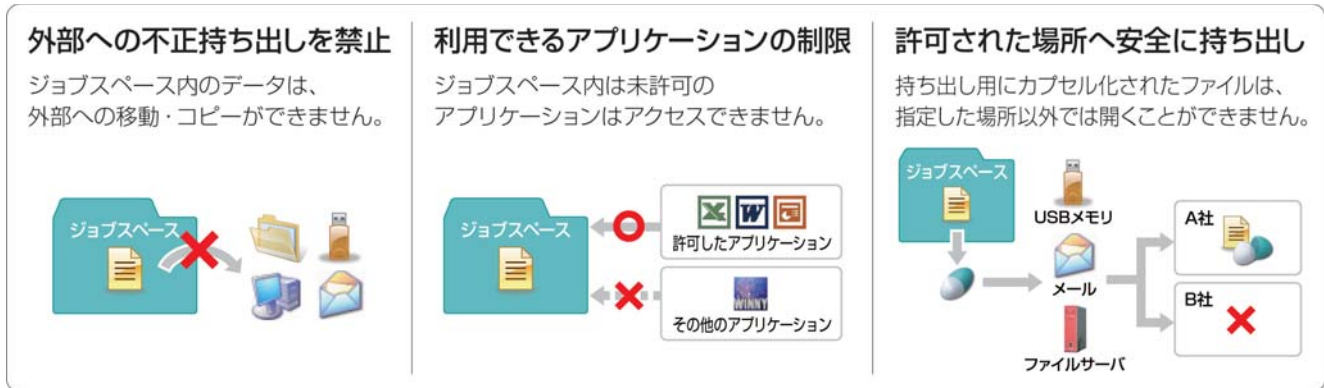 外部への不正持ち出しを禁止
ジョブスペース内のデータは、
外部への移動・コピーができません。
ジョブスペース
利用できるアプリケーションの制限
ジョブスペース内は未許可の
アプリケーションはアクセスできません。
ジョブスペース
許可したアプリケーション
WINNY
その他のアプリケーション
許可された場所へ安全に持ち出し
持ち出し用にカプセル化されたファイルは、
指定した場所以外では開くことができません。
ジョブスペース
USBメモリ
メール
ファイルサーバ
A社
B社